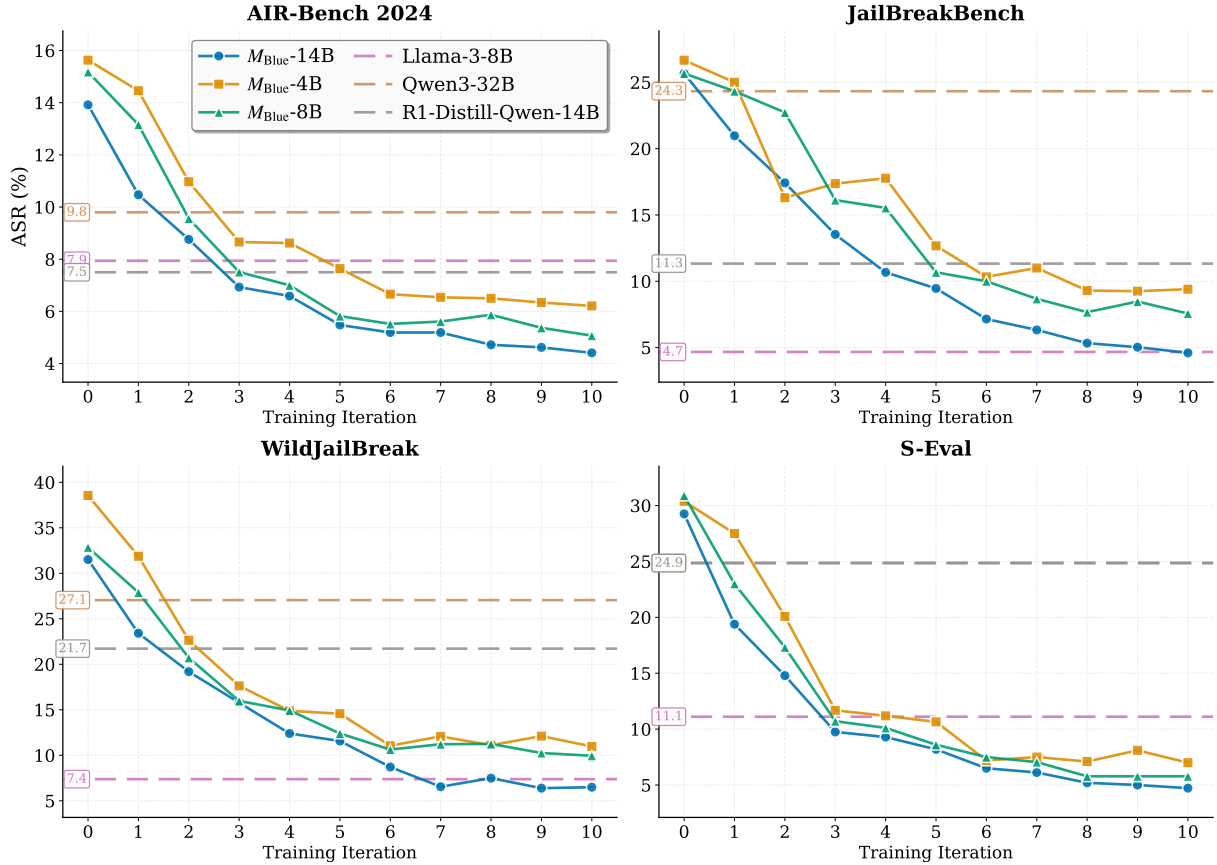 AIR-Bench 2024
ASR (%)
16
14
12
10
8
6
4
9.8
7.9
7.5
M_Blue-14B
M_Blue-4B
M_Blue-8B
Llama-3-8B
Qwen3-32B
R1-Distill-Qwen-14B
0 1 2 3 4 5 6 7 8 9 10
Training Iteration
JailBreakBench
25
20
15
10
5
24.3
11.3
4.7
0 1 2 3 4 5 6 7 8 9 10
Training Iteration
WildJailBreak
40
35
30
25
20
15
10
5
27.1
21.7
7.4
0 1 2 3 4 5 6 7 8 9 10
Training Iteration
S-Eval
30
25
20
15
10
5
24.9
11.1
0 1 2 3 4 5 6 7 8 9 10
Training Iteration